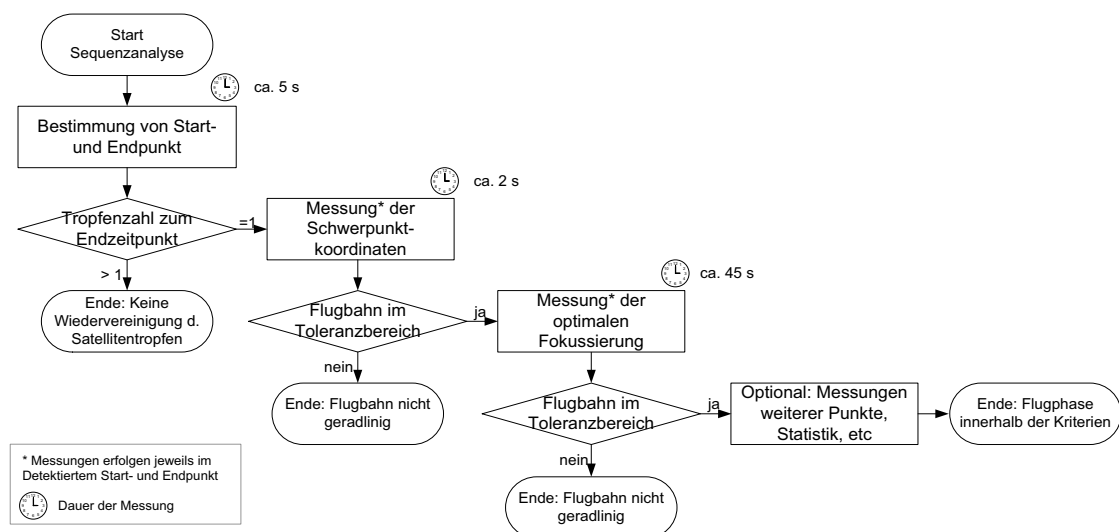 Start
Sequenzanalyse
ca. 5 s
Bestimmung von Start-
und Endpunkt
Tropfenzahl zum
Endzeitpunkt
=1
> 1
Ende: Keine
Wiedervereinigung d.
Satellitentropfen
ca. 2 s
Messung* der
Schwerpunkt-
koordinaten
Flugbahn im
Toleranzbereich
ja
nein
Ende: Flugbahn nicht
geradlinig
ca. 45 s
Messung* der
optimalen
Fokussierung
Flugbahn im
Toleranzbereich
ja
nein
Ende: Flugbahn nicht
geradlinig
Optional: Messungen
weiterer Punkte,
Statistik, etc
Ende: Flugphase
innerhalb der Kriterien
* Messungen erfolgen jeweils im
Detektiertem Start- und Endpunkt
Dauer der Messung